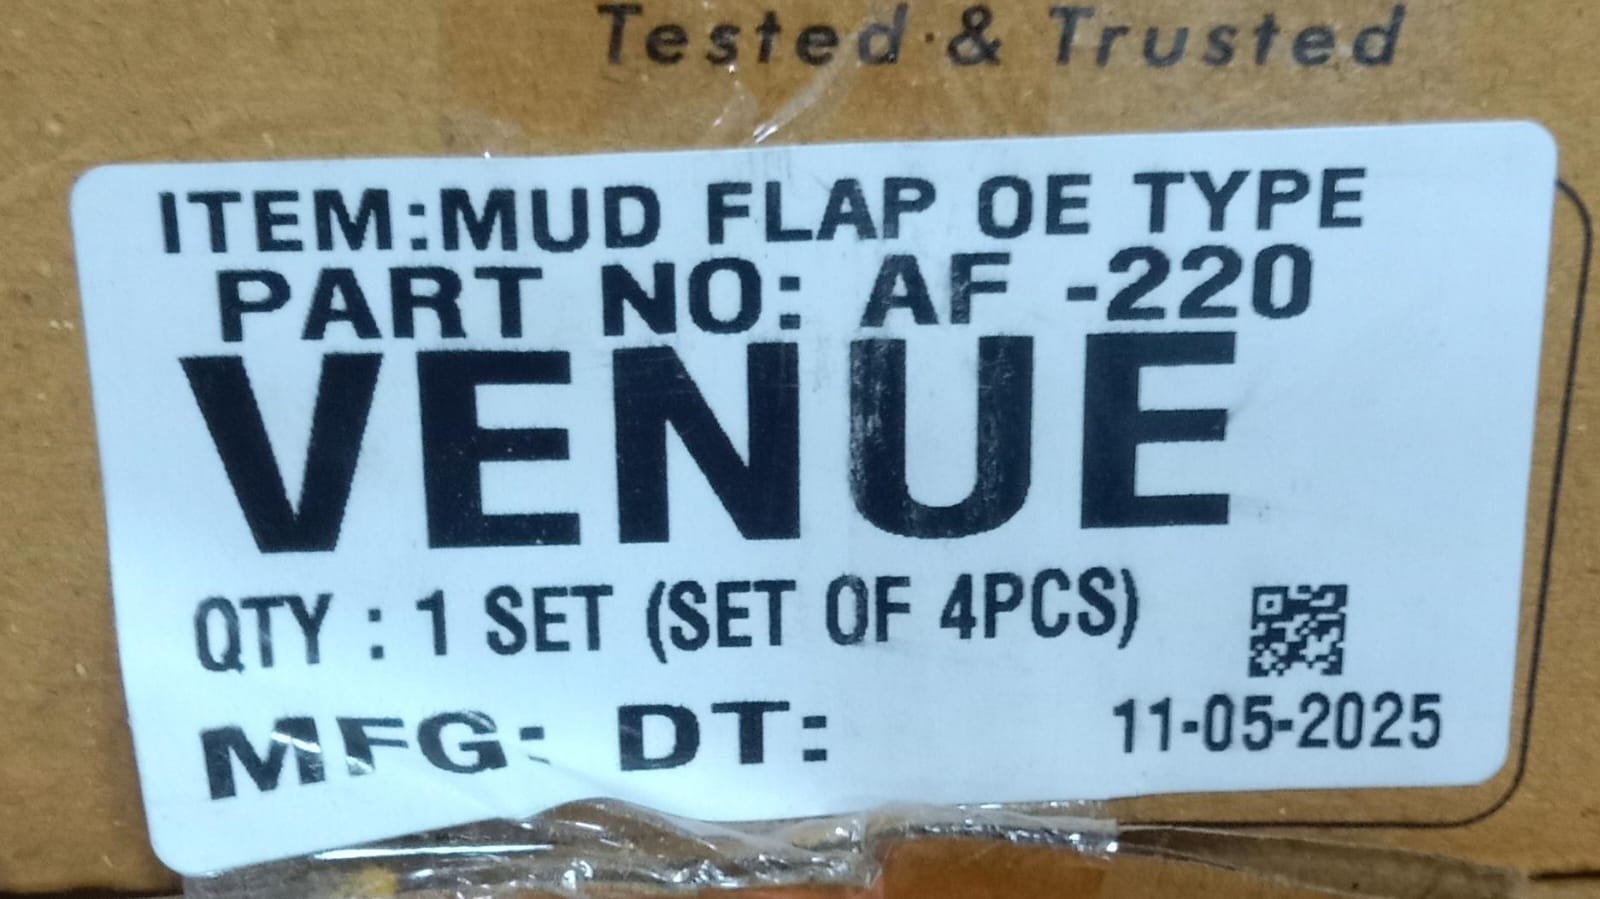 Tested & Trusted
ITEM:MUD FLAP OE TYPE
PART NO: AF -220
VENUE
QTY : 1 SET (SET OF 4PCS)
MFG: DT: 11-05-2025